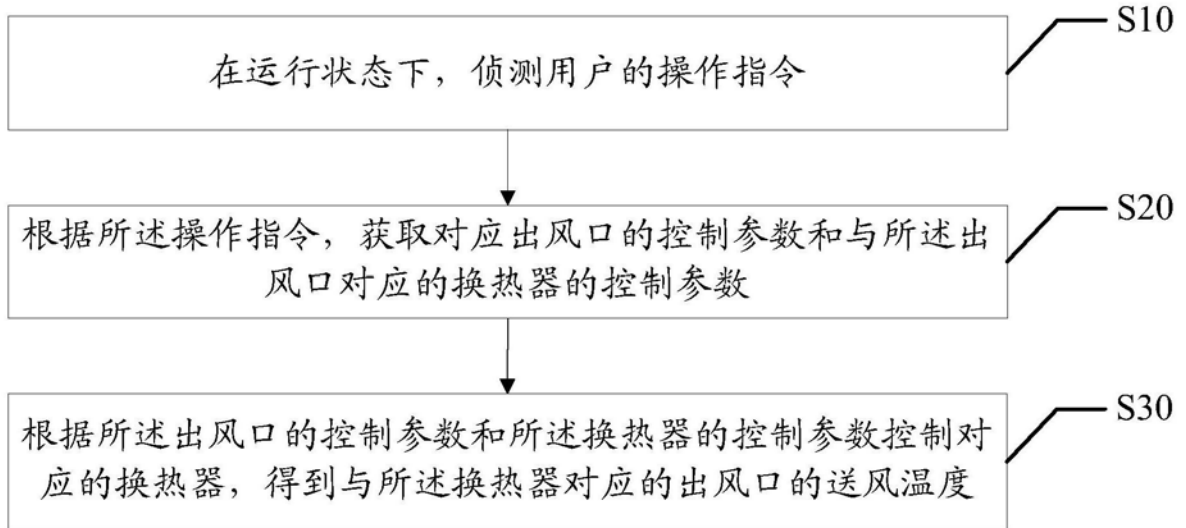 在运行状态下，侦测用户的操作指令
S10
根据所述操作指令，获取对应出风口的控制参数和与所述出
风口对应的换热器的控制参数
S20
根据所述出风口的控制参数和所述换热器的控制参数控制对
应的换热器，得到与所述换热器对应的出风口的送风温度
S30